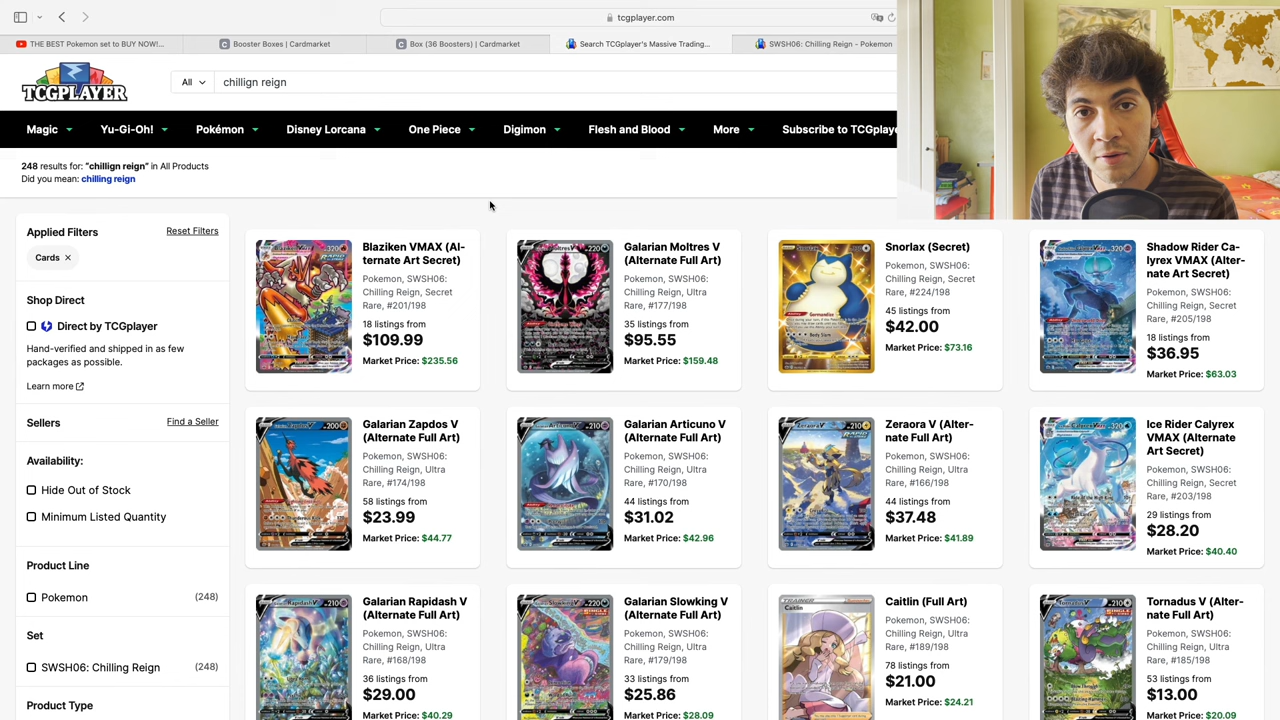 tcgplayer.com
THE BEST Pokemon set to BUY NOW!...
Booster Boxes | Cardmarket
Box (36 Boosters) | Cardmarket
Search TCGplayer's Massive Trading...
SWSH06: Chilling Reign - Pokemon
TCGPLAYER
All
chillign reign
Magic
Yu-Gi-Oh!
Pokémon
Disney Lorcana
One Piece
Digimon
Flesh and Blood
More
Subscribe to TCGplaye
248 results for: "chillign reign" in All Products
Did you mean: chilling reign
Applied Filters
Reset Filters
Cards ×
Shop Direct
Direct by TCGplayer
Hand-verified and shipped in as few
packages as possible.
Learn more
Sellers
Find a Seller
Availability:
Hide Out of Stock
Minimum Listed Quantity
Product Line
Pokemon
(248)
Set
SWSH06: Chilling Reign
(248)
Product Type
Blaziken VMAX (Al-
ternate Art Secret)
Pokemon, SWSH06:
Chilling Reign, Secret
Rare, #201/198
18 listings from
$109.99
Market Price: $235.56
Galarian Moltres V
(Alternate Full Art)
Pokemon, SWSH06:
Chilling Reign, Ultra
Rare, #177/198
35 listings from
$95.55
Market Price: $159.48
Snorlax (Secret)
Pokemon, SWSH06:
Chilling Reign, Secret
Rare, #224/198
45 listings from
$42.00
Market Price: $73.16
Shadow Rider Ca-
lyrex VMAX (Alter-
nate Art Secret)
Pokemon, SWSH06:
Chilling Reign, Secret
Rare, #205/198
18 listings from
$36.95
Market Price: $63.03
Galarian Zapdos V
(Alternate Full Art)
Pokemon, SWSH06:
Chilling Reign, Ultra
Rare, #174/198
58 listings from
$23.99
Market Price: $44.77
Galarian Articuno V
(Alternate Full Art)
Pokemon, SWSH06:
Chilling Reign, Ultra
Rare, #170/198
44 listings from
$31.02
Market Price: $42.96
Zeraora V (Alter-
nate Full Art)
Pokemon, SWSH06:
Chilling Reign, Ultra
Rare, #166/198
44 listings from
$37.48
Market Price: $41.89
Ice Rider Calyrex
VMAX (Alternate
Art Secret)
Pokemon, SWSH06:
Chilling Reign, Secret
Rare, #203/198
29 listings from
$28.20
Market Price: $40.40
Galarian Rapidash V
(Alternate Full Art)
Pokemon, SWSH06:
Chilling Reign, Ultra
Rare, #168/198
36 listings from
$29.00
Market Price: $40.29
Galarian Slowking V
(Alternate Full Art)
Pokemon, SWSH06:
Chilling Reign, Ultra
Rare, #179/198
33 listings from
$25.86
Market Price: $28.09
Caitlin (Full Art)
Pokemon, SWSH06:
Chilling Reign, Ultra
Rare, #189/198
78 listings from
$21.00
Market Price: $24.21
Tornadus V (Alter-
nate Full Art)
Pokemon, SWSH06:
Chilling Reign, Ultra
Rare, #185/198
53 listings from
$13.00
Market Price: $20.09